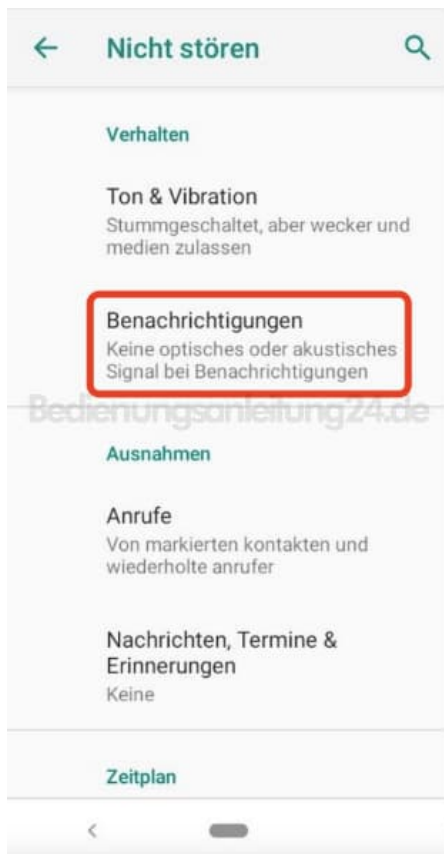 Nicht stören
Verhalten
Ton & Vibration
Stummgeschaltet, aber wecker und
medien zulassen
Benachrichtigungen
Keine optisches oder akustisches
Signal bei Benachrichtigungen
Bedienungsanleitung24.de
Ausnahmen
Anrufe
Von markierten kontakten und
wiederholte anrufer
Nachrichten, Termine &
Erinnerungen
Keine
Zeitplan